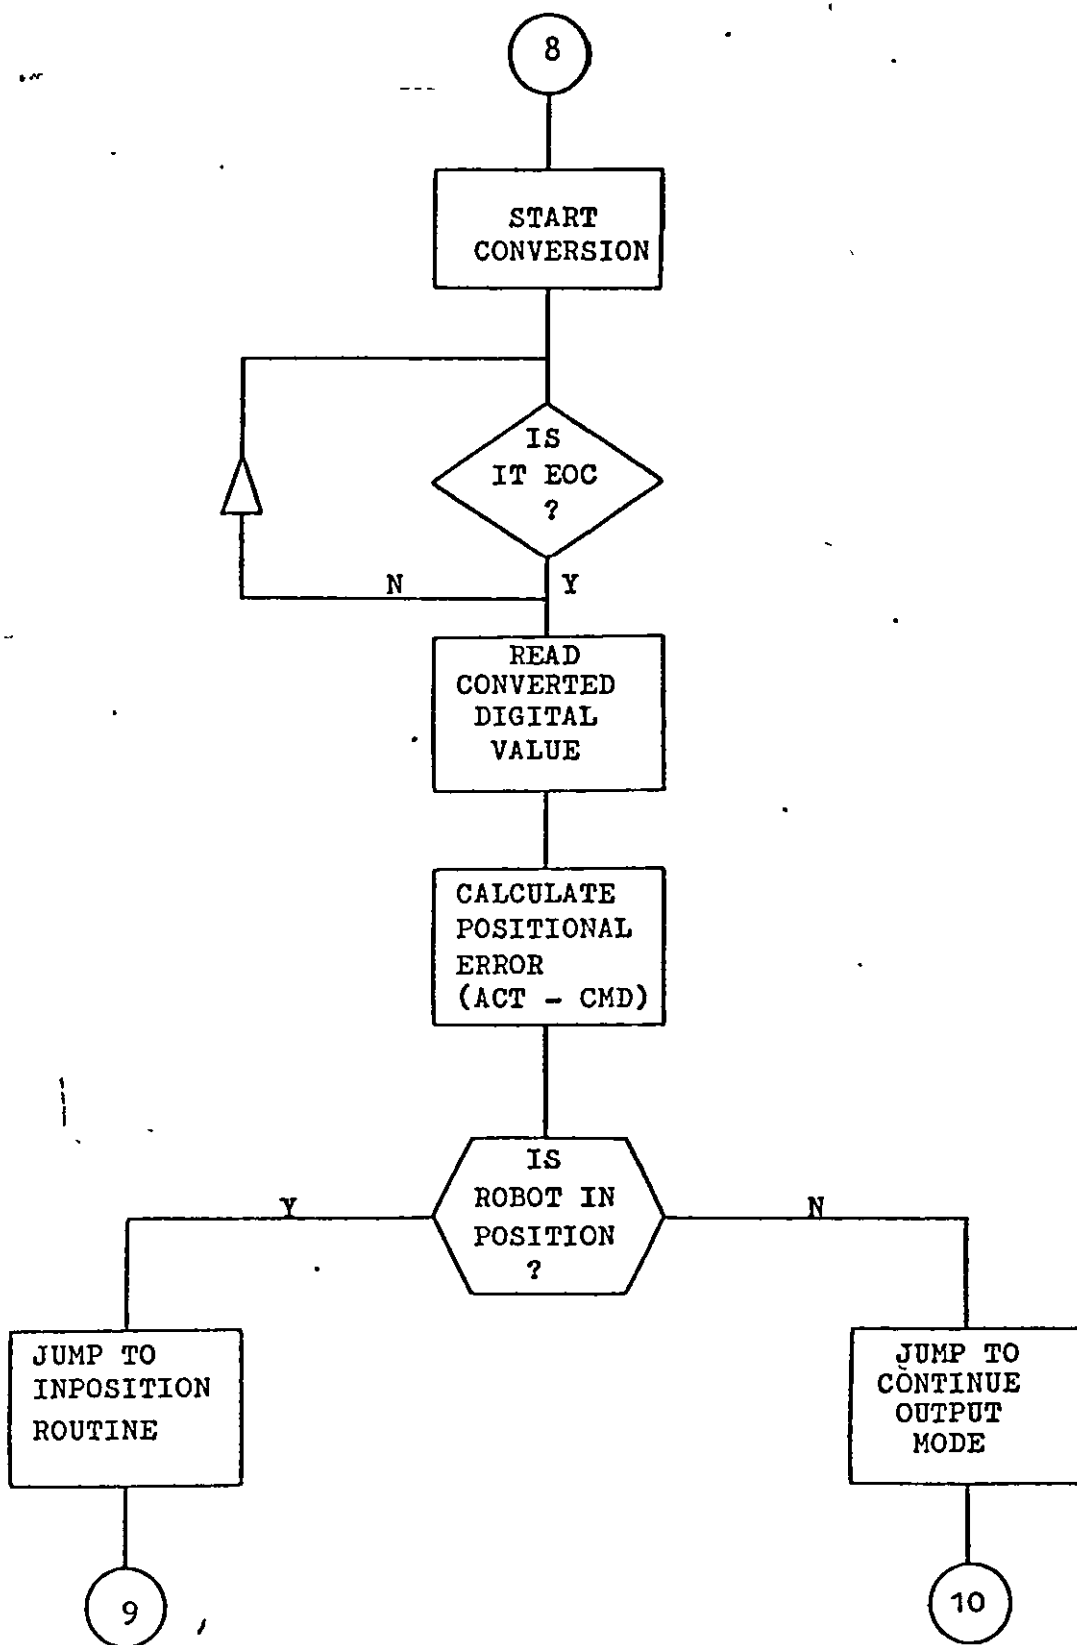 8
START
CONVERSION
IS
IT EOC
?
N
Y
READ
CONVERTED
DIGITAL
VALUE
CALCULATE
POSITIONAL
ERROR
(ACT - CMD)
IS
ROBOT IN
POSITION
?
Y
N
JUMP TO
INPOSITION
ROUTINE
JUMP TO
CONTINUE
OUTPUT
MODE
9
10